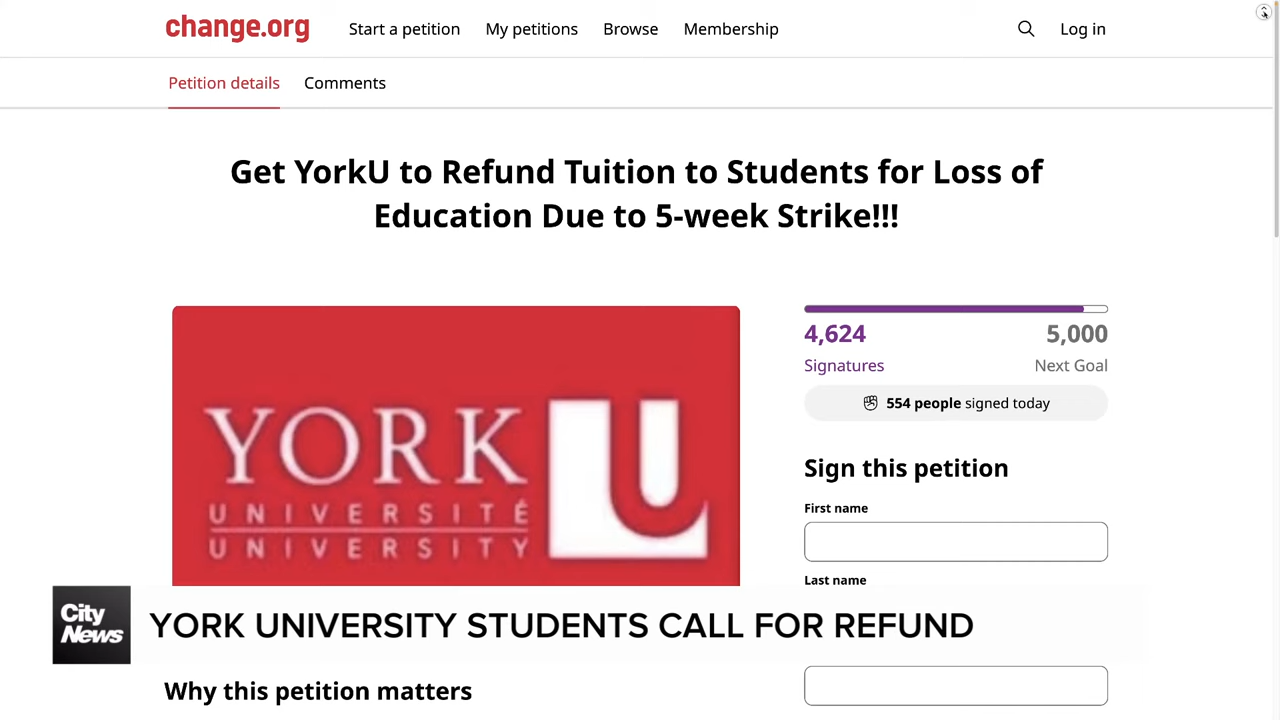 change.org
Start a petition
My petitions
Browse
Membership
Log in
Petition details
Comments
Get YorkU to Refund Tuition to Students for Loss of
Education Due to 5-week Strike!!!
YORK
UNIVERSITÉ
UNIVERSITY
U
4,624
5,000
Signatures
Next Goal
554 people signed today
Sign this petition
First name
Last name
City
News
YORK UNIVERSITY STUDENTS CALL FOR REFUND
Why this petition matters